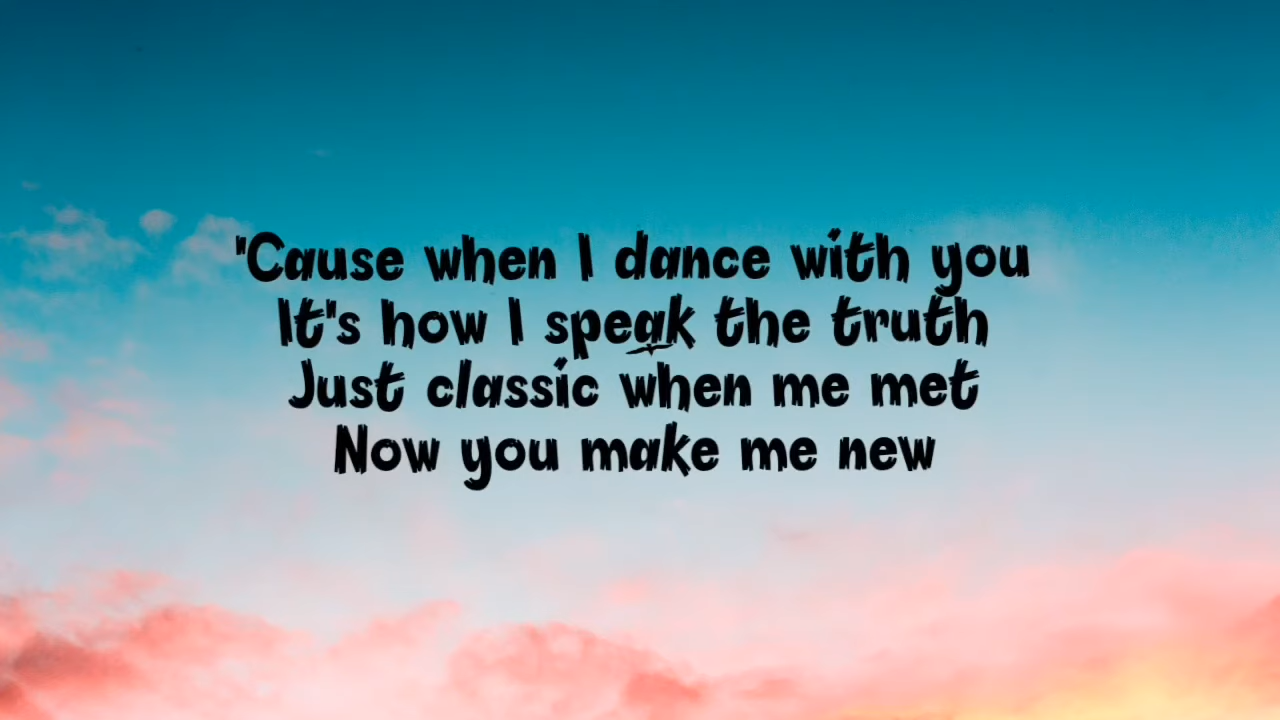 "Cause when I dance with you
It"s how I speak the truth
Just classic when me met
Now you make me new